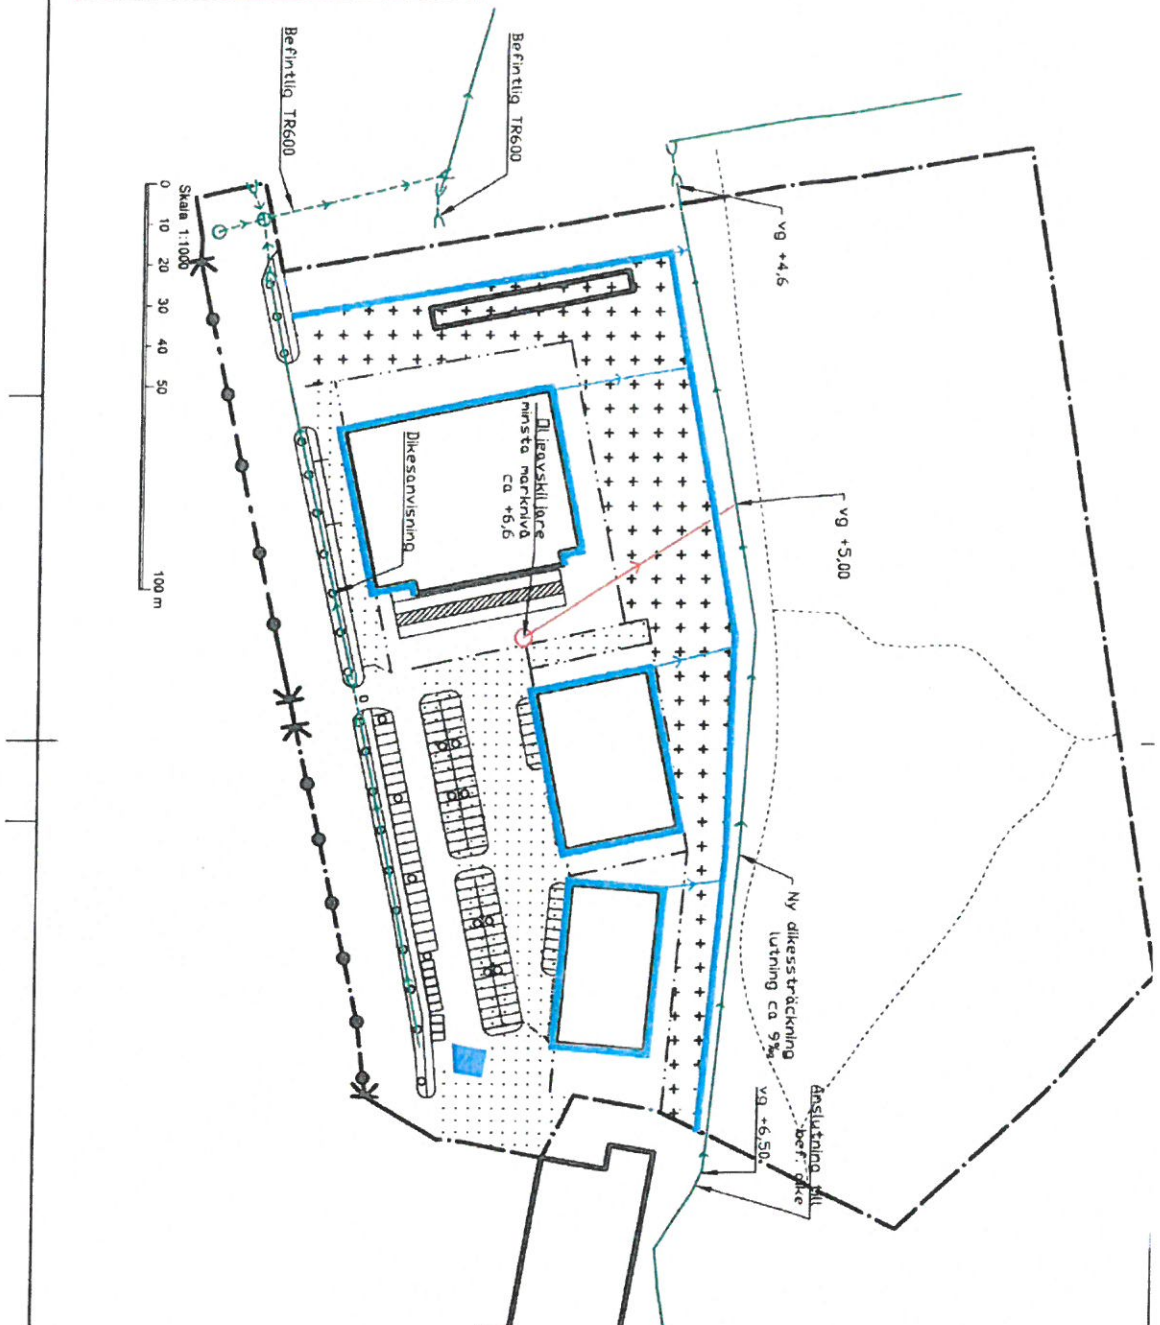 Befintlig TR600
Befintlig TR600
Skala 1:1000
0 10 20 30 40 50 100 m
vg +4,6
vg +5,00
Oljeavskiljare
minsta marknivå
ca +6,6
Dikesanvisning
Ny dikessträckning
lutning ca 9‰
Anslutning till
bef. dike
vg +6,50